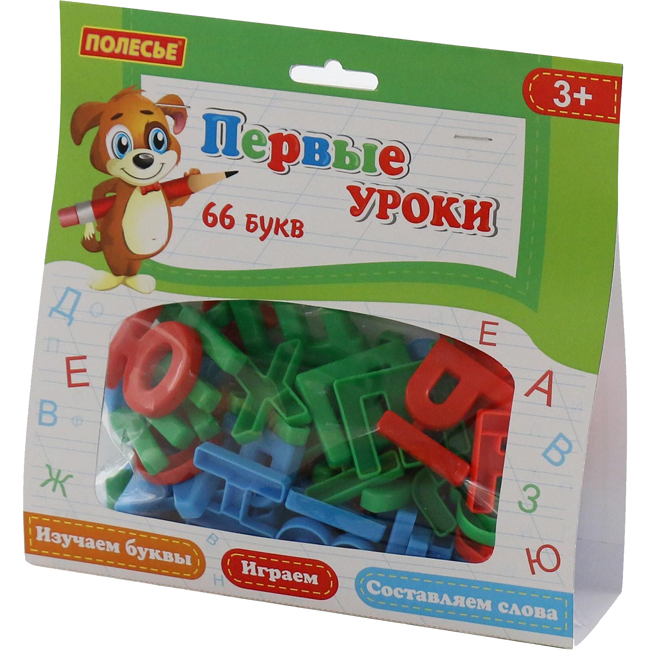 ПОЛЕСЬЕ
3+
Первые
УРОКИ
66 БУКВ
Д О
П
Е
В
Ж
Е
А
В
З
Ю
В
Н
Изучаем буквы
Играем
Составляем слова